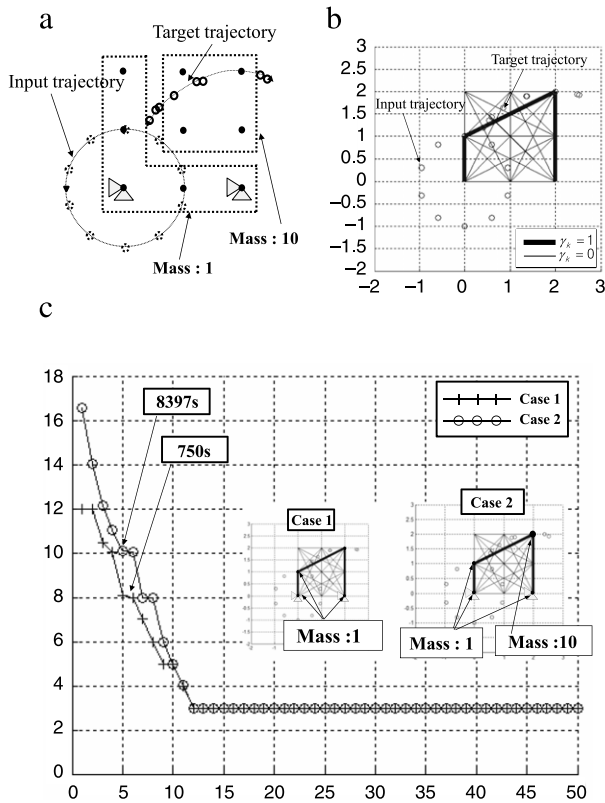 a
Target trajectory
Input trajectory
Mass : 10
Mass : 1
b
3
2.5
2
1.5
1
0.5
0
−0.5
−1
−1.5
−2
−2
−1
0
1
2
3
Target trajectory
Input trajectory
γk = 1
γk = 0
c
18
16
14
12
10
8
6
4
2
0
0
5
10
15
20
25
30
35
40
45
50
8397s
750s
Case 1
Case 2
Case 1
Mass :1
Case 2
Mass : 1
Mass :10